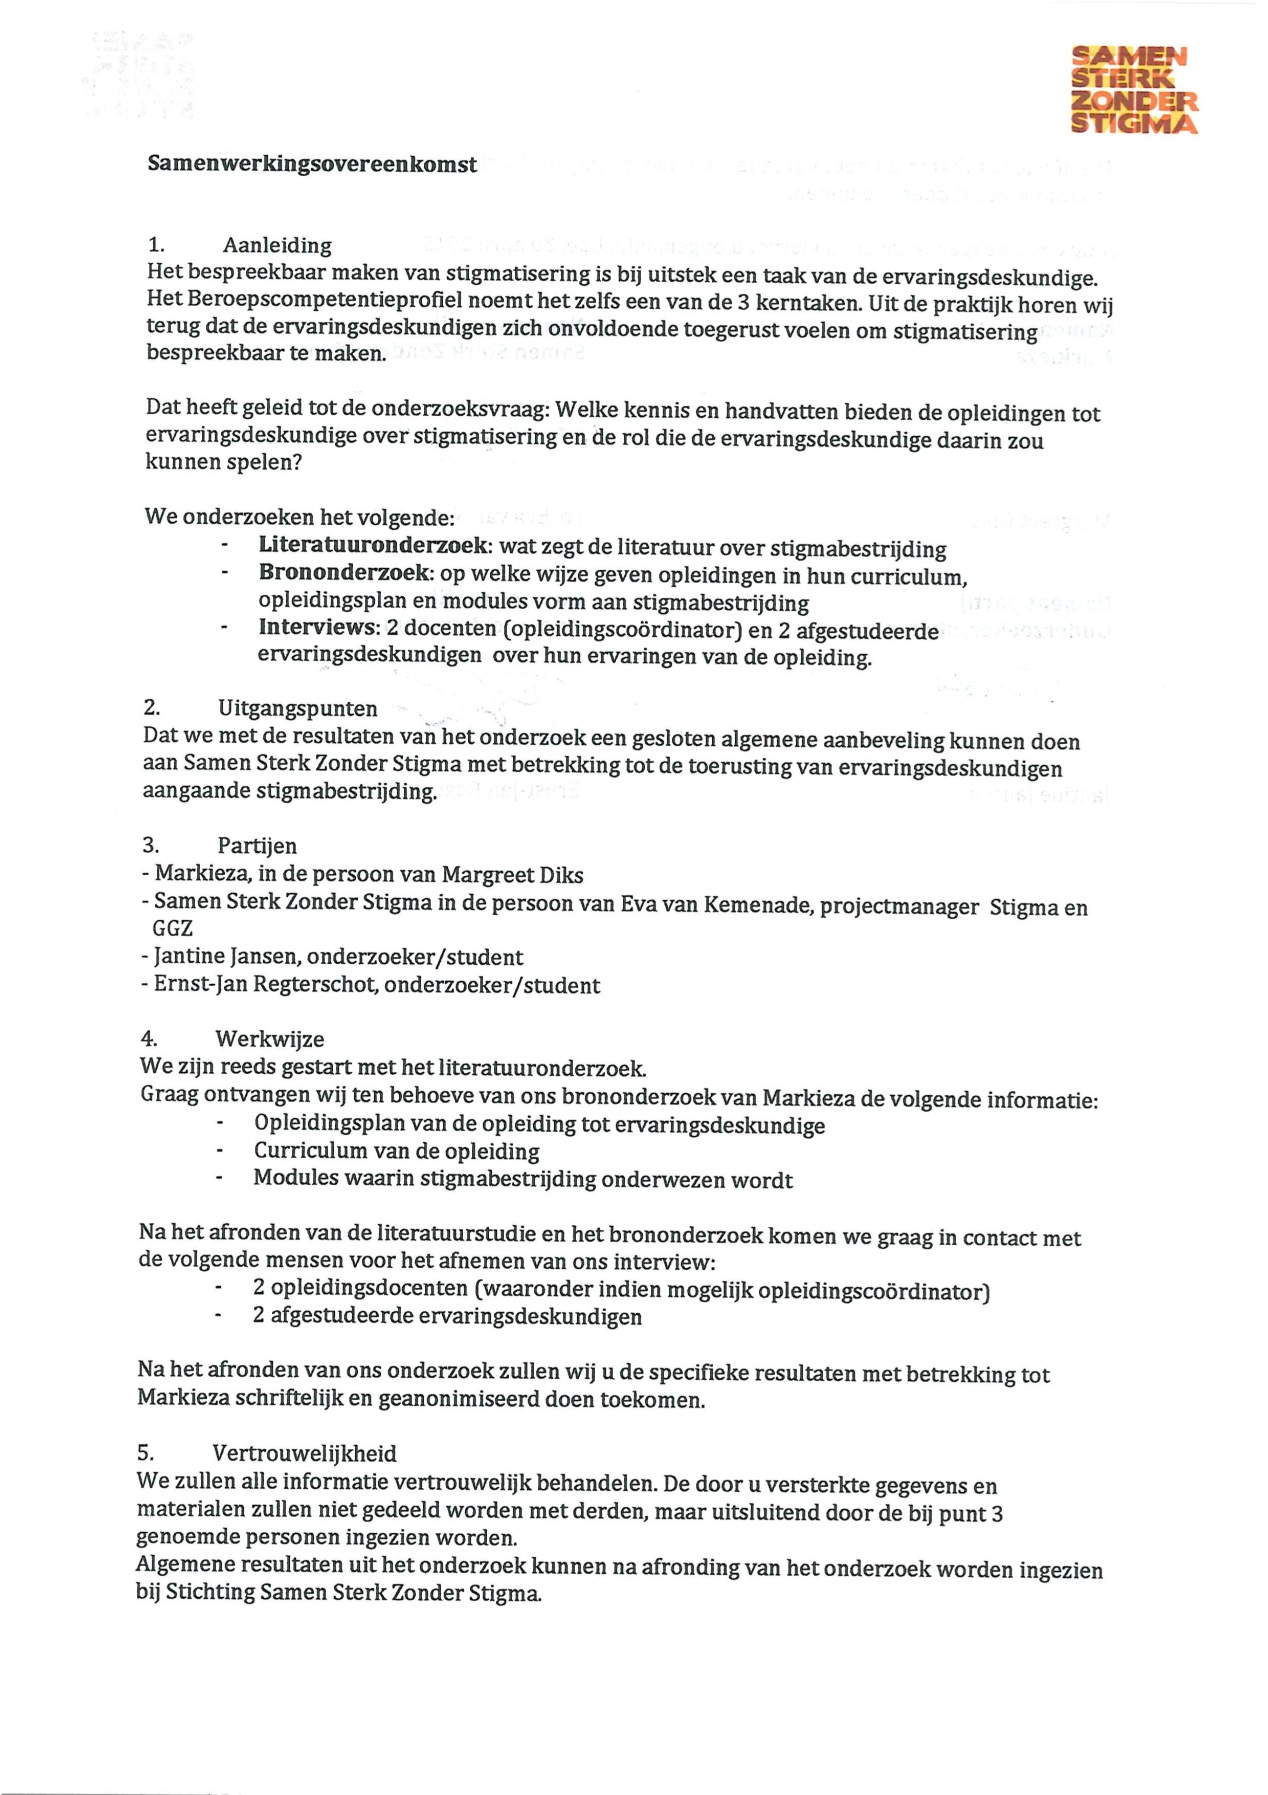 SAMEN
STERK
ZONDER
STIGMA
Samenwerkingsovereenkomst
1. Aanleiding
Het bespreekbaar maken van stigmatisering is bij uitstek een taak van de ervaringsdeskundige.
Het Beroepscompetentieprofiel noemt het zelfs een van de 3 kerntaken. Uit de praktijk horen wij
terug dat de ervaringsdeskundigen zich onvoldoende toegerust voelen om stigmatisering
bespreekbaar te maken.
Dat heeft geleid tot de onderzoeksvraag: Welke kennis en handvatten bieden de opleidingen tot
ervaringsdeskundige over stigmatisering en de rol die de ervaringsdeskundige daarin zou
kunnen spelen?
We onderzoeken het volgende:
- Literatuuronderzoek: wat zegt de literatuur over stigmabestrijding
- Brononderzoek: op welke wijze geven opleidingen in hun curriculum,
opleidingsplan en modules vorm aan stigmabestrijding
- Interviews: 2 docenten (opleidingscoördinator) en 2 afgestudeerde
ervaringsdeskundigen over hun ervaringen van de opleiding.
2. Uitgangspunten
Dat we met de resultaten van het onderzoek een gesloten algemene aanbeveling kunnen doen
aan Samen Sterk Zonder Stigma met betrekking tot de toerusting van ervaringsdeskundigen
aangaande stigmabestrijding.
3. Partijen
- Markieza, in de persoon van Margreet Diks
- Samen Sterk Zonder Stigma in de persoon van Eva van Kemenade, projectmanager Stigma en
GGZ
- Jantine Jansen, onderzoeker/student
- Ernst-Jan Regterschot, onderzoeker/student
4. Werkwijze
We zijn reeds gestart met het literatuuronderzoek.
Graag ontvangen wij ten behoeve van ons brononderzoek van Markieza de volgende informatie:
- Opleidingsplan van de opleiding tot ervaringsdeskundige
- Curriculum van de opleiding
- Modules waarin stigmabestrijding onderwezen wordt
Na het afronden van de literatuurstudie en het brononderzoek komen we graag in contact met
de volgende mensen voor het afnemen van ons interview:
- 2 opleidingsdocenten (waaronder indien mogelijk opleidingscoördinator)
- 2 afgestudeerde ervaringsdeskundigen
Na het afronden van ons onderzoek zullen wij u de specifieke resultaten met betrekking tot
Markieza schriftelijk en geanonimiseerd doen toekomen.
5. Vertrouwelijkheid
We zullen alle informatie vertrouwelijk behandelen. De door u versterkte gegevens en
materialen zullen niet gedeeld worden met derden, maar uitsluitend door de bij punt 3
genoemde personen ingezien worden.
Algemene resultaten uit het onderzoek kunnen na afronding van het onderzoek worden ingezien
bij Stichting Samen Sterk Zonder Stigma.